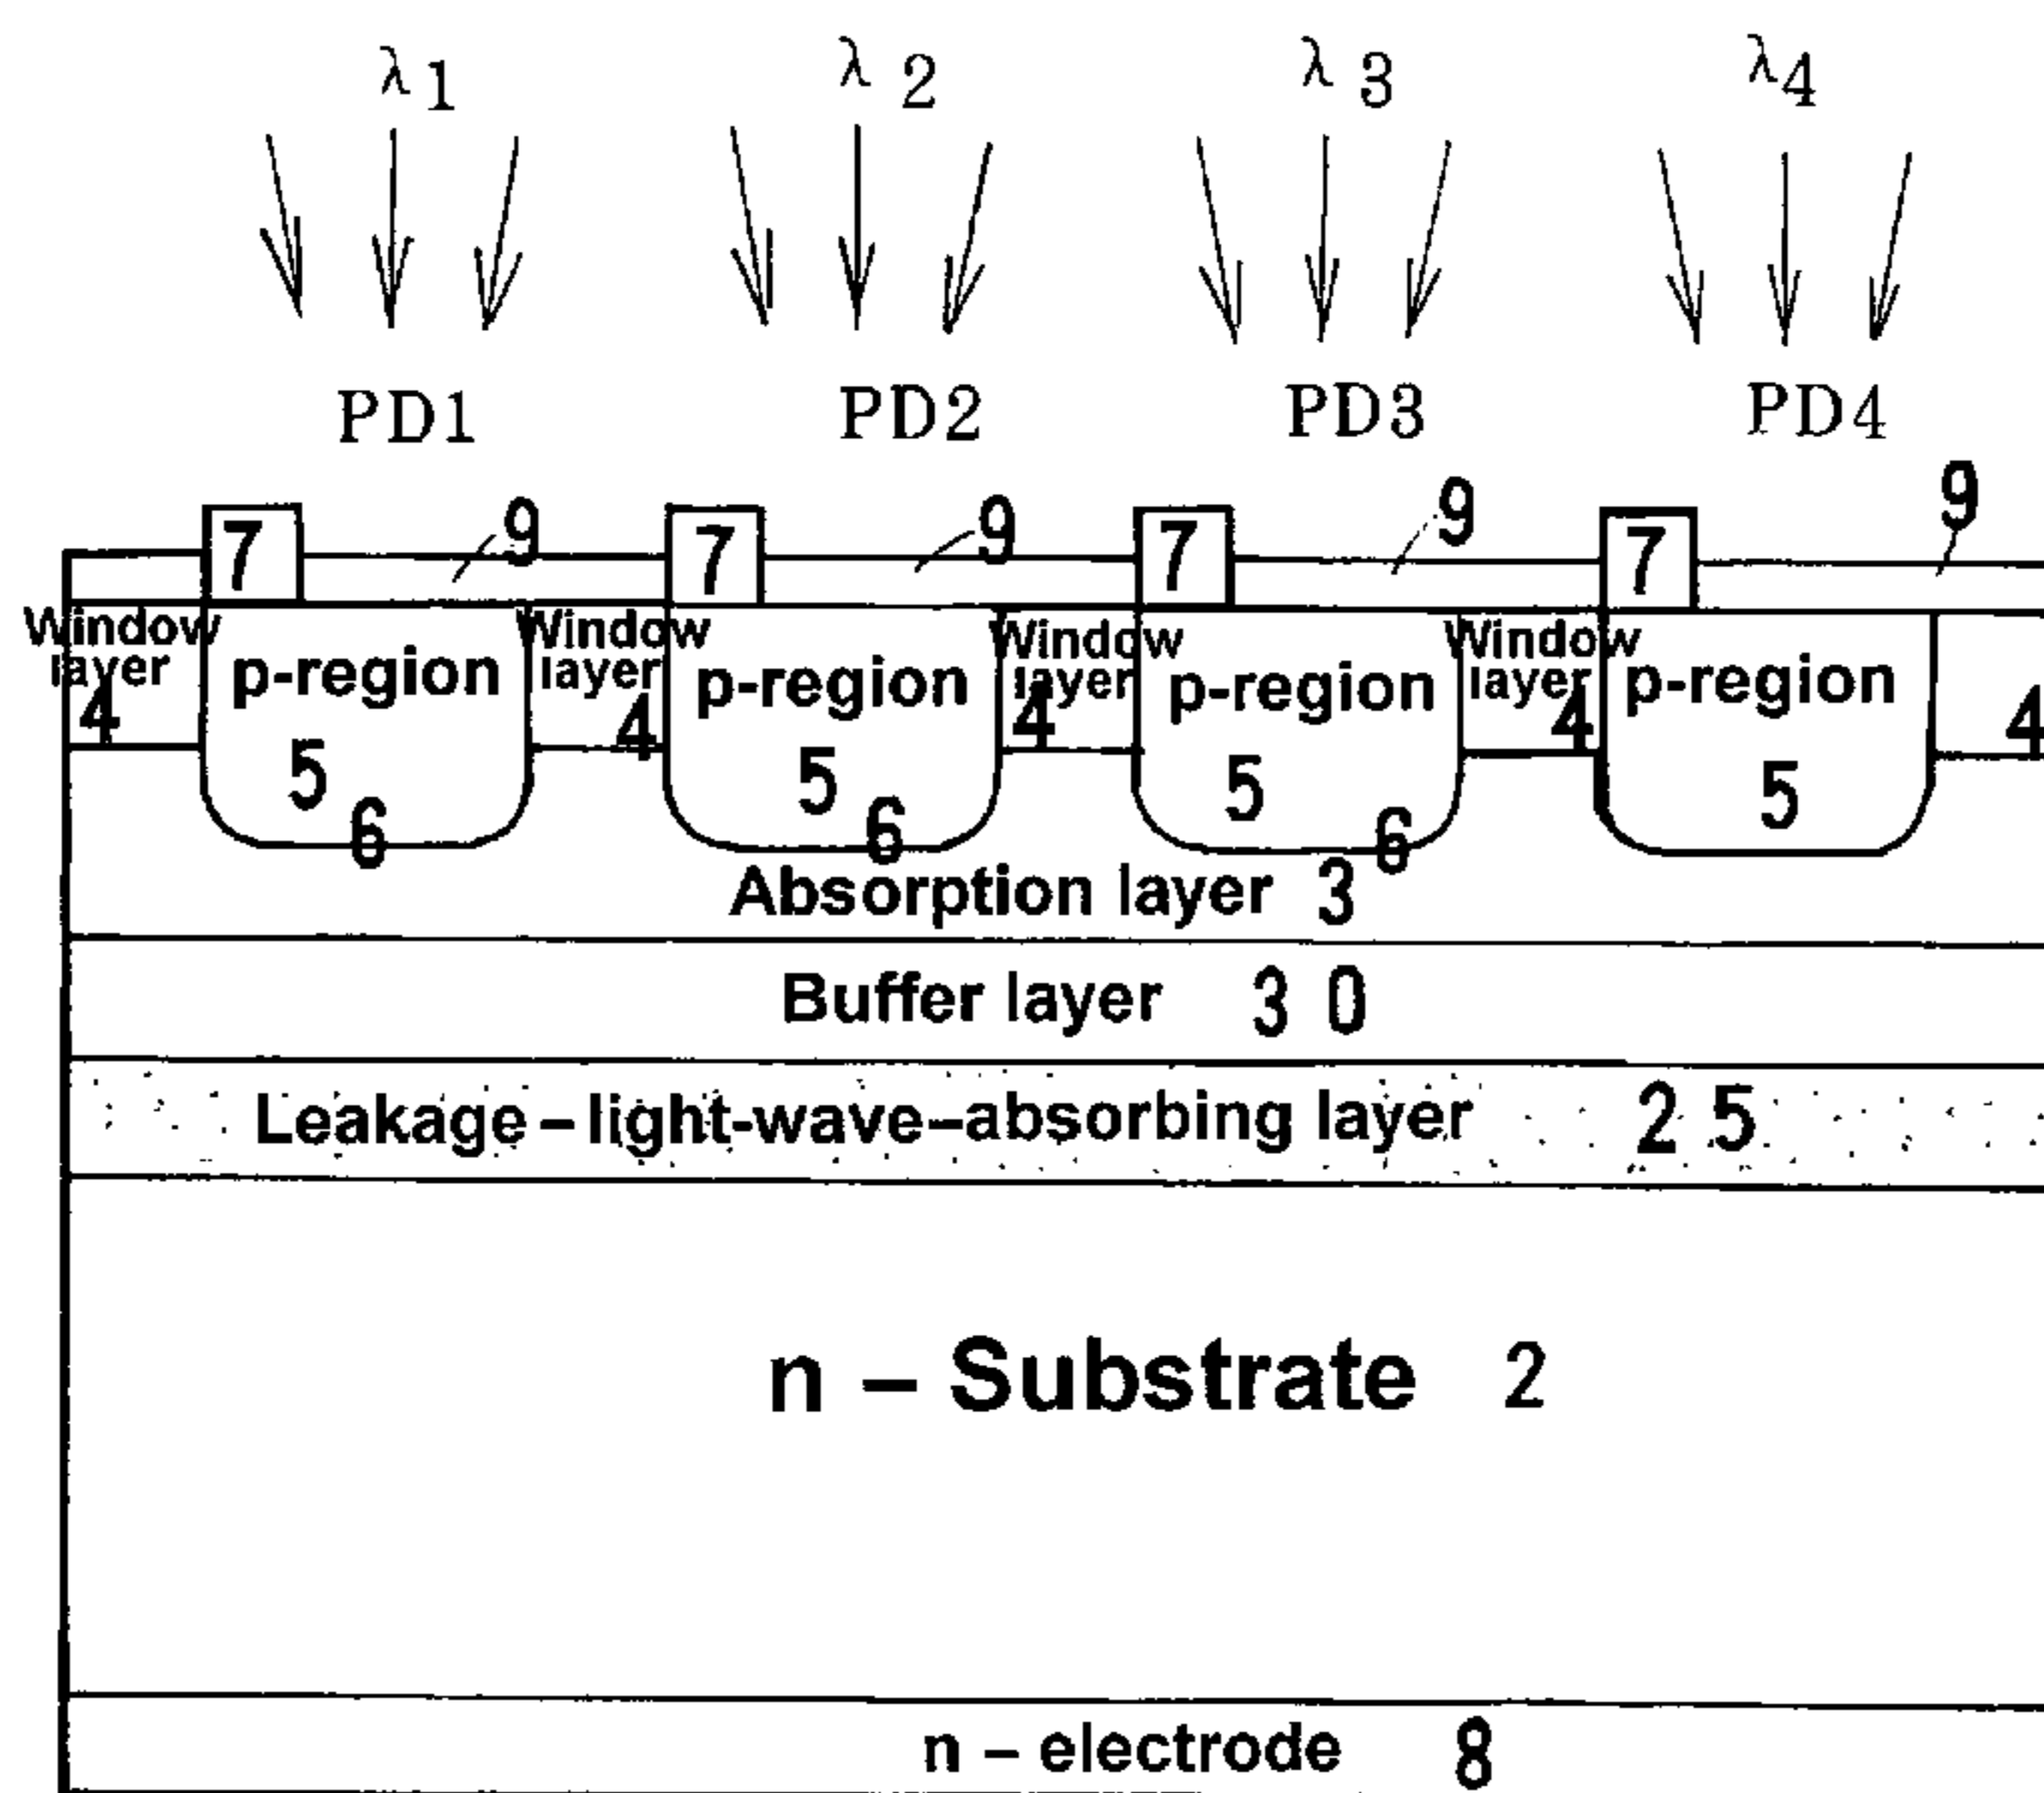 λ1 λ2 λ3 λ4
PD1 PD2 PD3 PD4
7 9 7 9 7 9 7 9
Window layer 4 p-region 5 6 Window layer 4 p-region 5 6 Window layer 4 p-region 5 6 Window layer 4 p-region 5 4
Absorption layer 3
Buffer layer 30
Leakage-light-wave-absorbing layer 25
n-Substrate 2
n-electrode 8